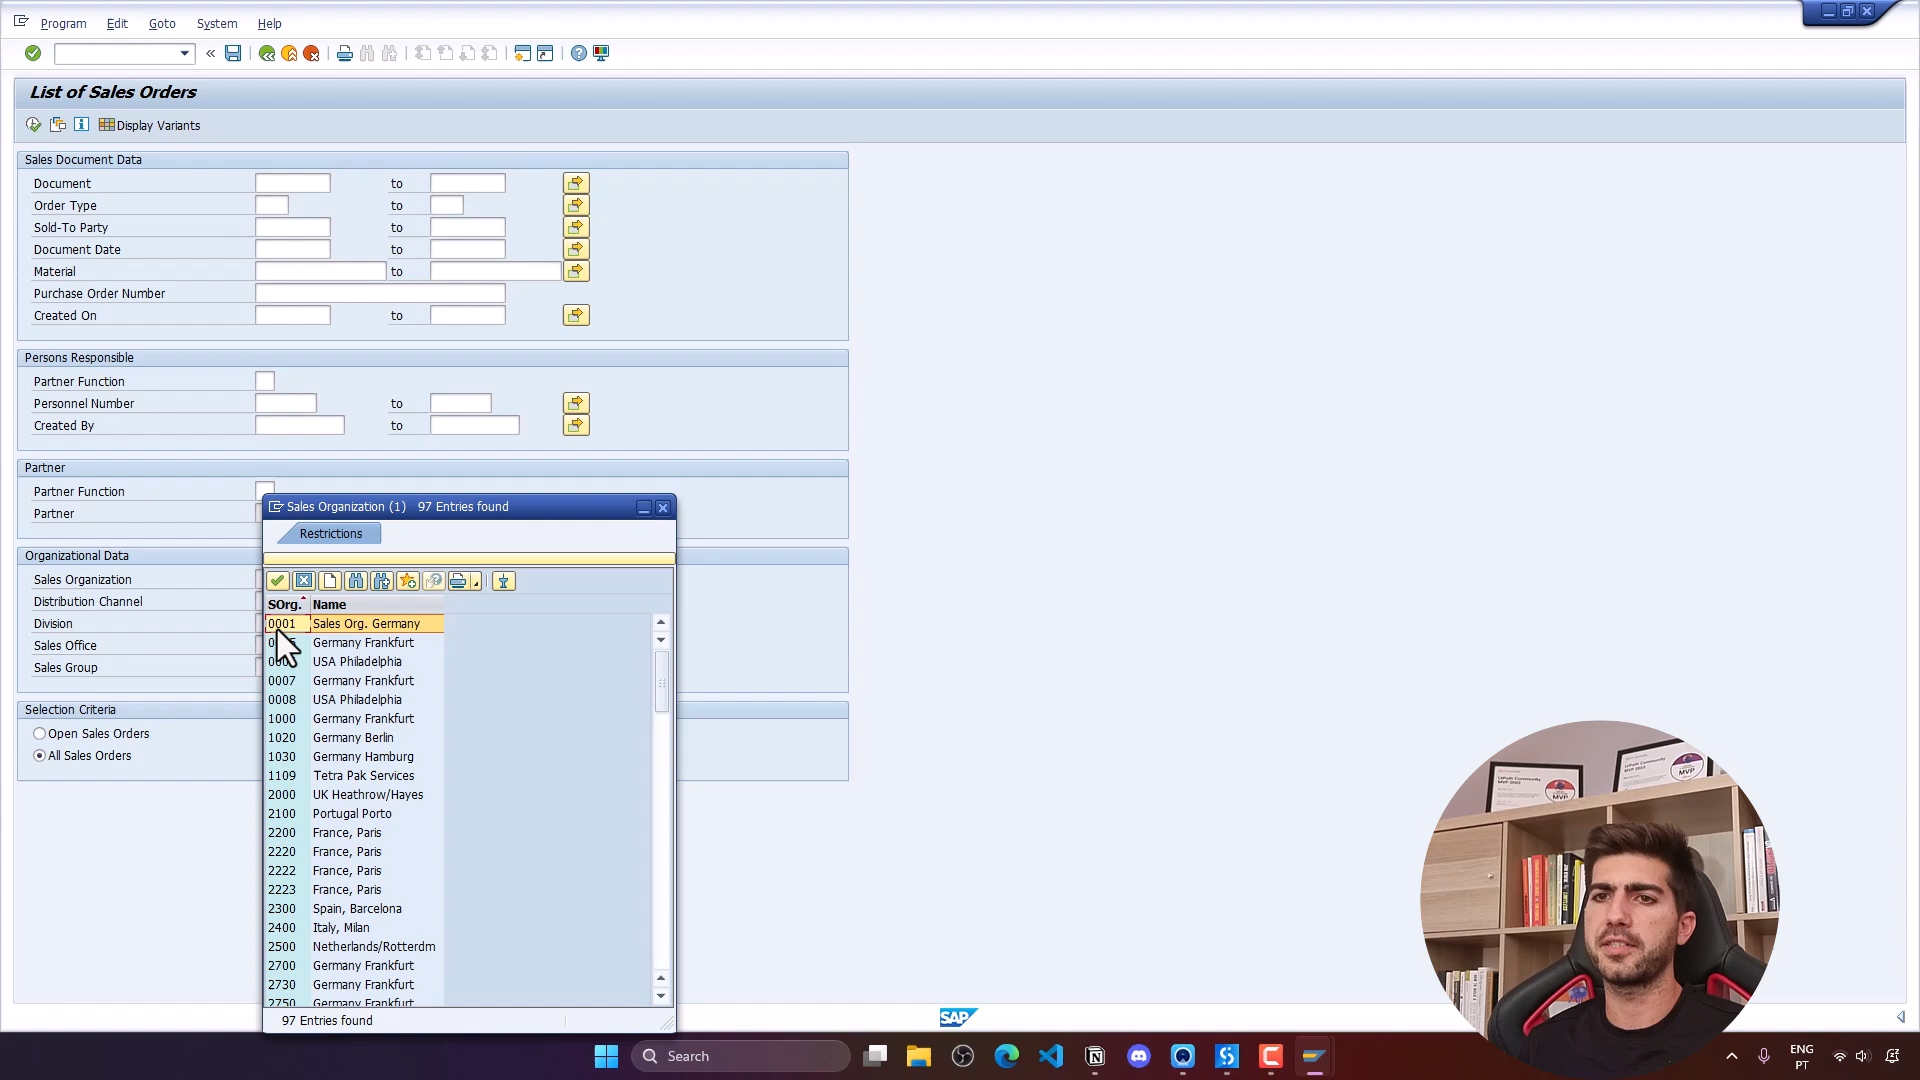 Program Edit Goto System Help
List of Sales Orders
Display Variants
Sales Document Data
Document to
Order Type to
Sold-To Party to
Document Date to
Material to
Purchase Order Number
Created On to
Persons Responsible
Partner Function
Personnel Number to
Created By to
Partner
Partner Function
Partner
Organizational Data
Sales Organization
Distribution Channel
Division
Sales Office
Sales Group
Selection Criteria
Open Sales Orders
All Sales Orders
Sales Organization (1) 97 Entries found
Restrictions
SOrg. Name
0001 Sales Org. Germany
Germany Frankfurt
USA Philadelphia
0007 Germany Frankfurt
0008 USA Philadelphia
1000 Germany Frankfurt
1020 Germany Berlin
1030 Germany Hamburg
1109 Tetra Pak Services
2000 UK Heathrow/Hayes
2100 Portugal Porto
2200 France, Paris
2220 France, Paris
2222 France, Paris
2223 France, Paris
2300 Spain, Barcelona
2400 Italy, Milan
2500 Netherlands/Rotterdm
2700 Germany Frankfurt
2730 Germany Frankfurt
2750 Germany Frankfurt
97 Entries found
SAP
Search
ENG
PT